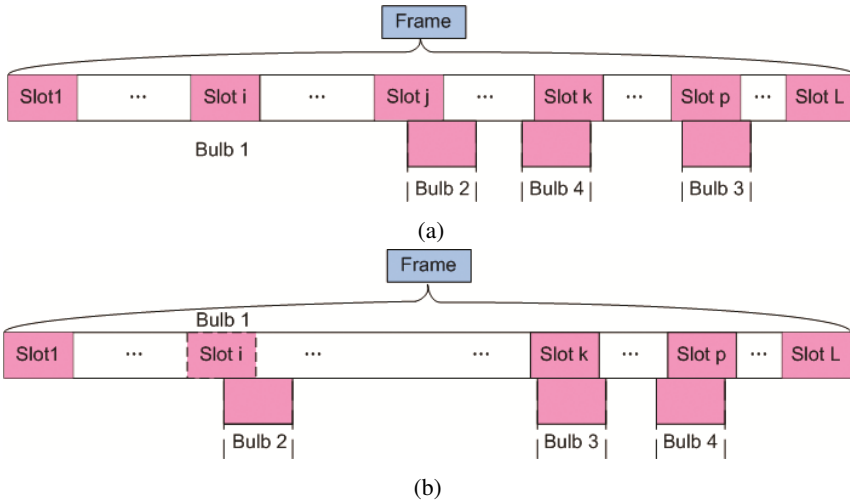 Frame
Slot1 ... Slot i ... Slot j ... Slot k ... Slot p ... Slot L
Bulb 1
Bulb 2 Bulb 4 Bulb 3
(a)
Frame
Bulb 1
Slot1 ... Slot i ... ... Slot k ... Slot p ... Slot L
Bulb 2 Bulb 3 Bulb 4
(b)